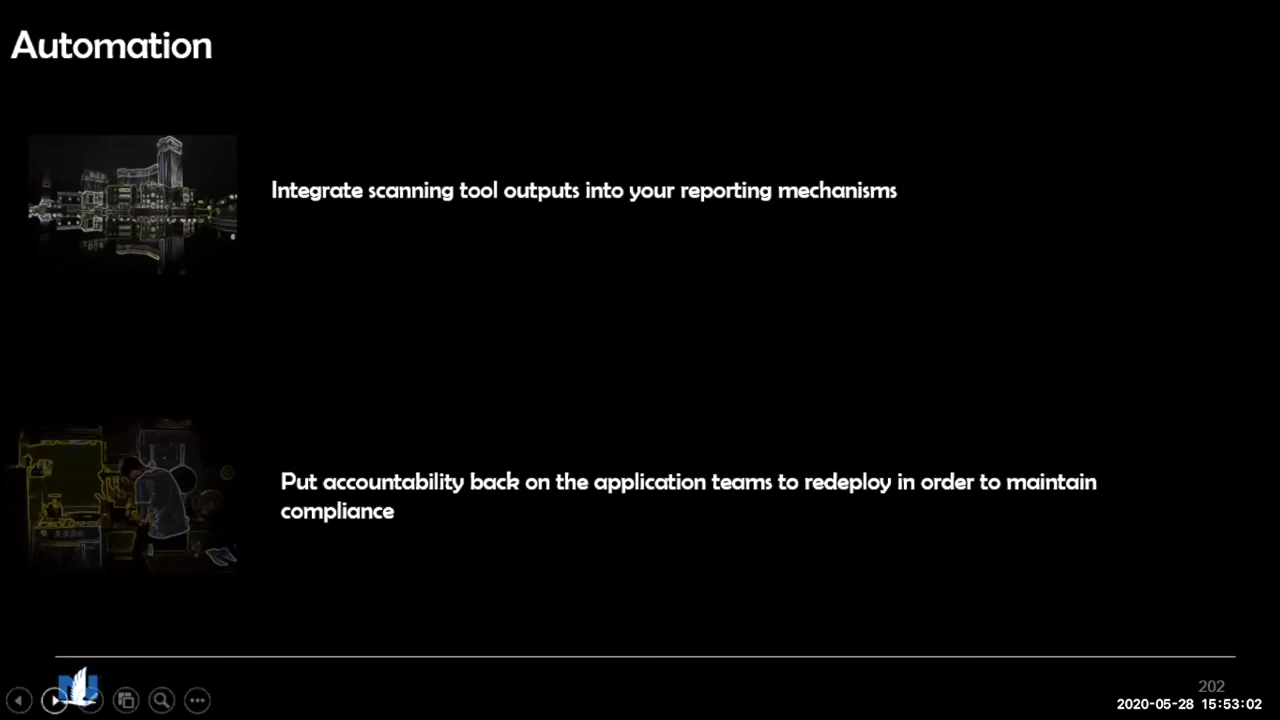 Automation
Integrate scanning tool outputs into your reporting mechanisms
Put accountability back on the application teams to redeploy in order to maintain
compliance
202
2020-05-28 15:53:02